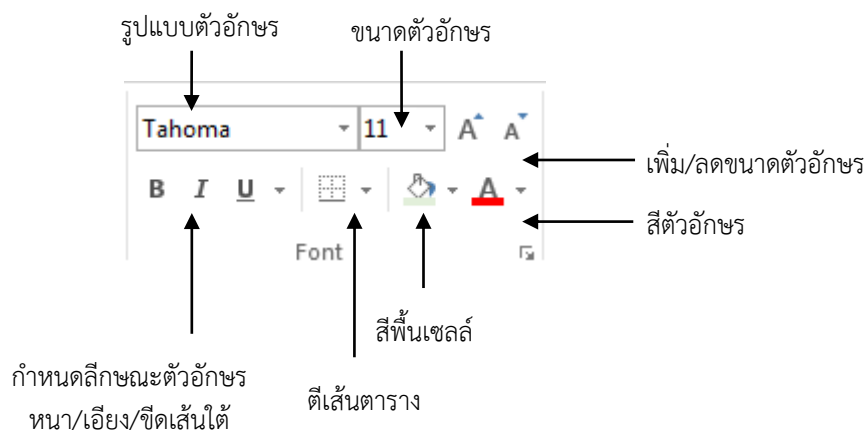 รูปแบบตัวอักษร
ขนาดตัวอักษร
Tahoma
11
A A
เพิ่ม/ลดขนาดตัวอักษร
B I U
A
สีตัวอักษร
Font
สีพื้นเซลล์
กำหนดลีกษณะตัวอักษร
หนา/เอียง/ขีดเส้นใต้
ตีเส้นตาราง